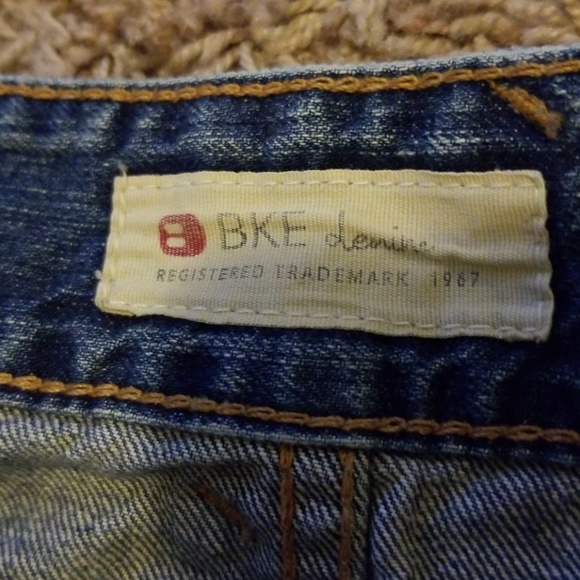 B BKE denim
REGISTERED TRADEMARK 1967